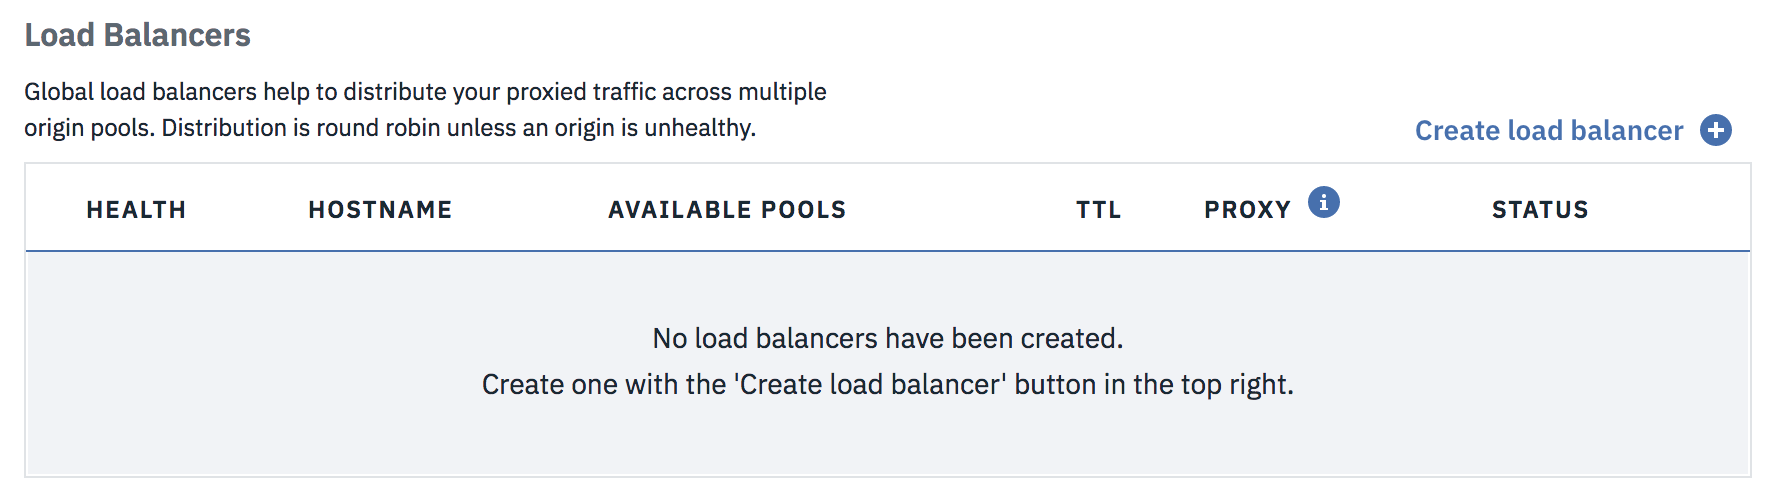 Load Balancers
Global load balancers help to distribute your proxied traffic across multiple
origin pools. Distribution is round robin unless an origin is unhealthy.
Create load balancer
HEALTH HOSTNAME AVAILABLE POOLS TTL PROXY STATUS
No load balancers have been created.
Create one with the 'Create load balancer' button in the top right.